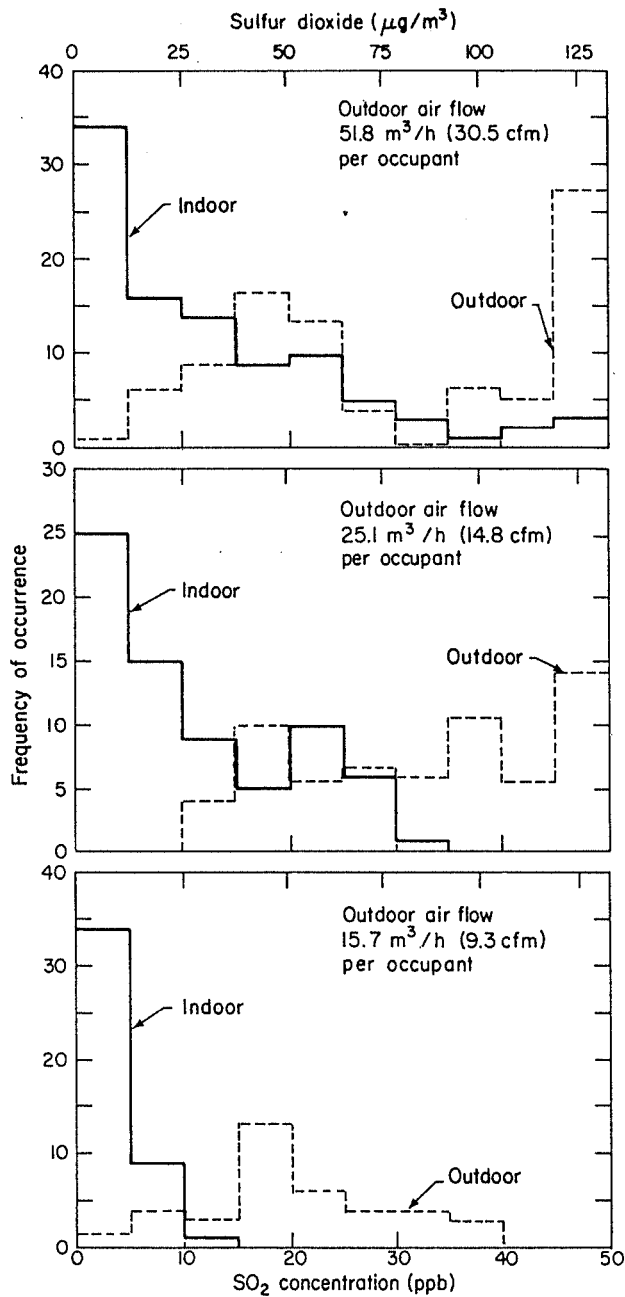 Sulfur dioxide (μg/m³)
0 25 50 75 100 125
40
30
20
10
0
Outdoor air flow
51.8 m³/h (30.5 cfm)
per occupant
Indoor
Outdoor
Frequency of occurrence
30
25
20
15
10
5
0
Outdoor air flow
25.1 m³/h (14.8 cfm)
per occupant
Indoor
Outdoor
40
30
20
10
0
Outdoor air flow
15.7 m³/h (9.3 cfm)
per occupant
Indoor
Outdoor
0 10 20 30 40 50
SO₂ concentration (ppb)